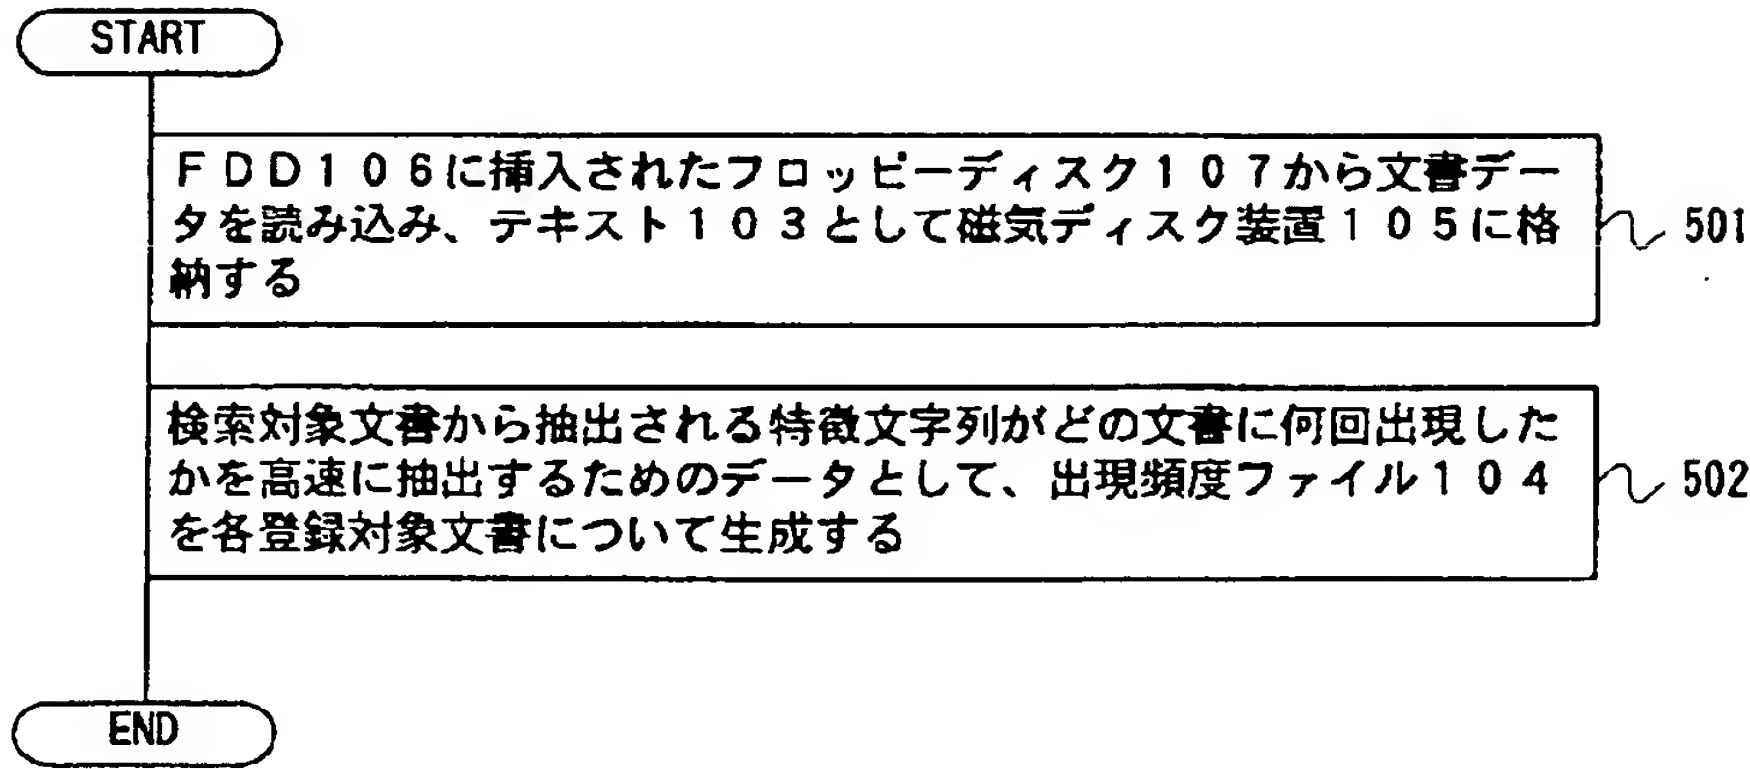 START
ＦＤＤ１０６に挿入されたフロッピーディスク１０７から文書デー
タを読み込み、テキスト１０３として磁気ディスク装置１０５に格
納する
501
検索対象文書から抽出される特徴文字列がどの文書に何回出現した
かを高速に抽出するためのデータとして、出現頻度ファイル１０４
を各登録対象文書について生成する
502
END